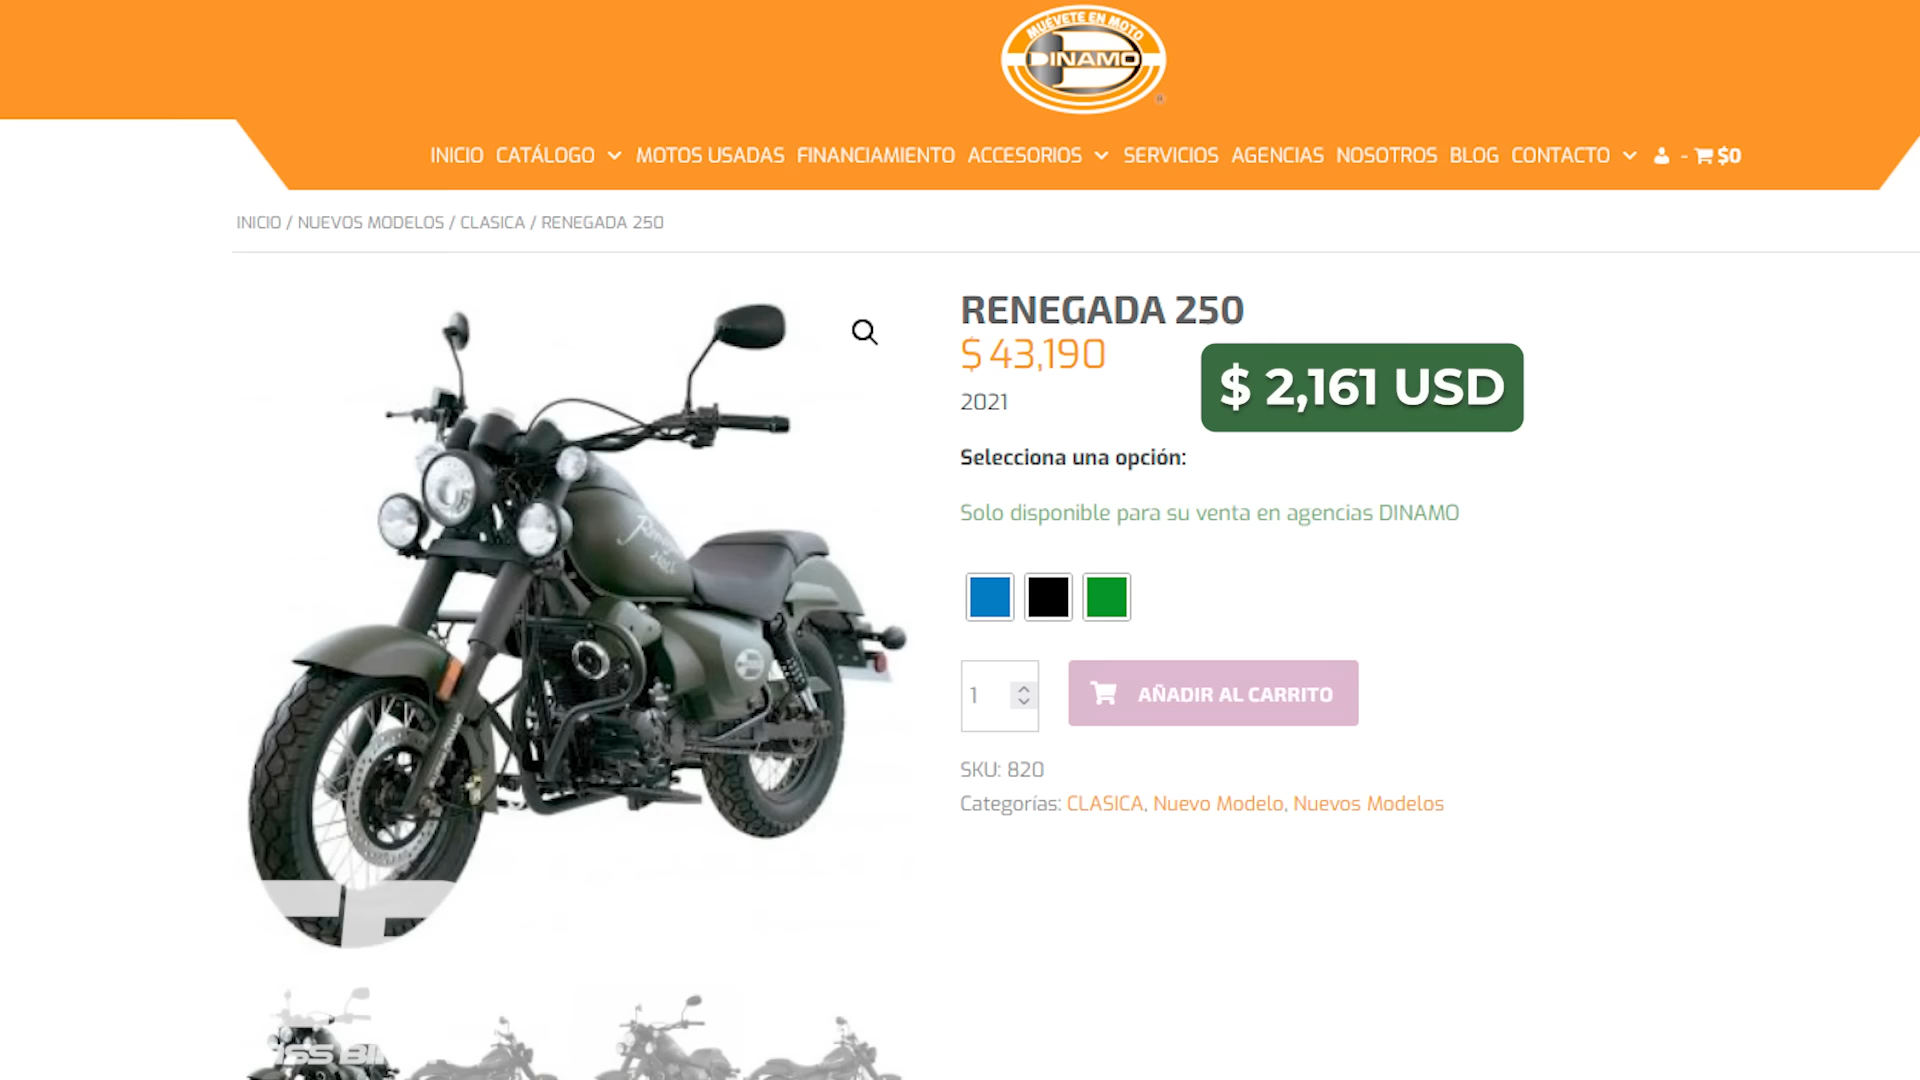 MUÉVETE EN MOTO
DINAMO
INICIO CATÁLOGO MOTOS USADAS FINANCIAMIENTO ACCESORIOS SERVICIOS AGENCIAS NOSOTROS BLOG CONTACTO - $0
INICIO / NUEVOS MODELOS / CLASICA / RENEGADA 250
RENEGADA 250
$ 43,190
$ 2,161 USD
2021
Selecciona una opción:
Solo disponible para su venta en agencias DINAMO
1
AÑADIR AL CARRITO
SKU: 820
Categorías: CLASICA, Nuevo Modelo, Nuevos Modelos